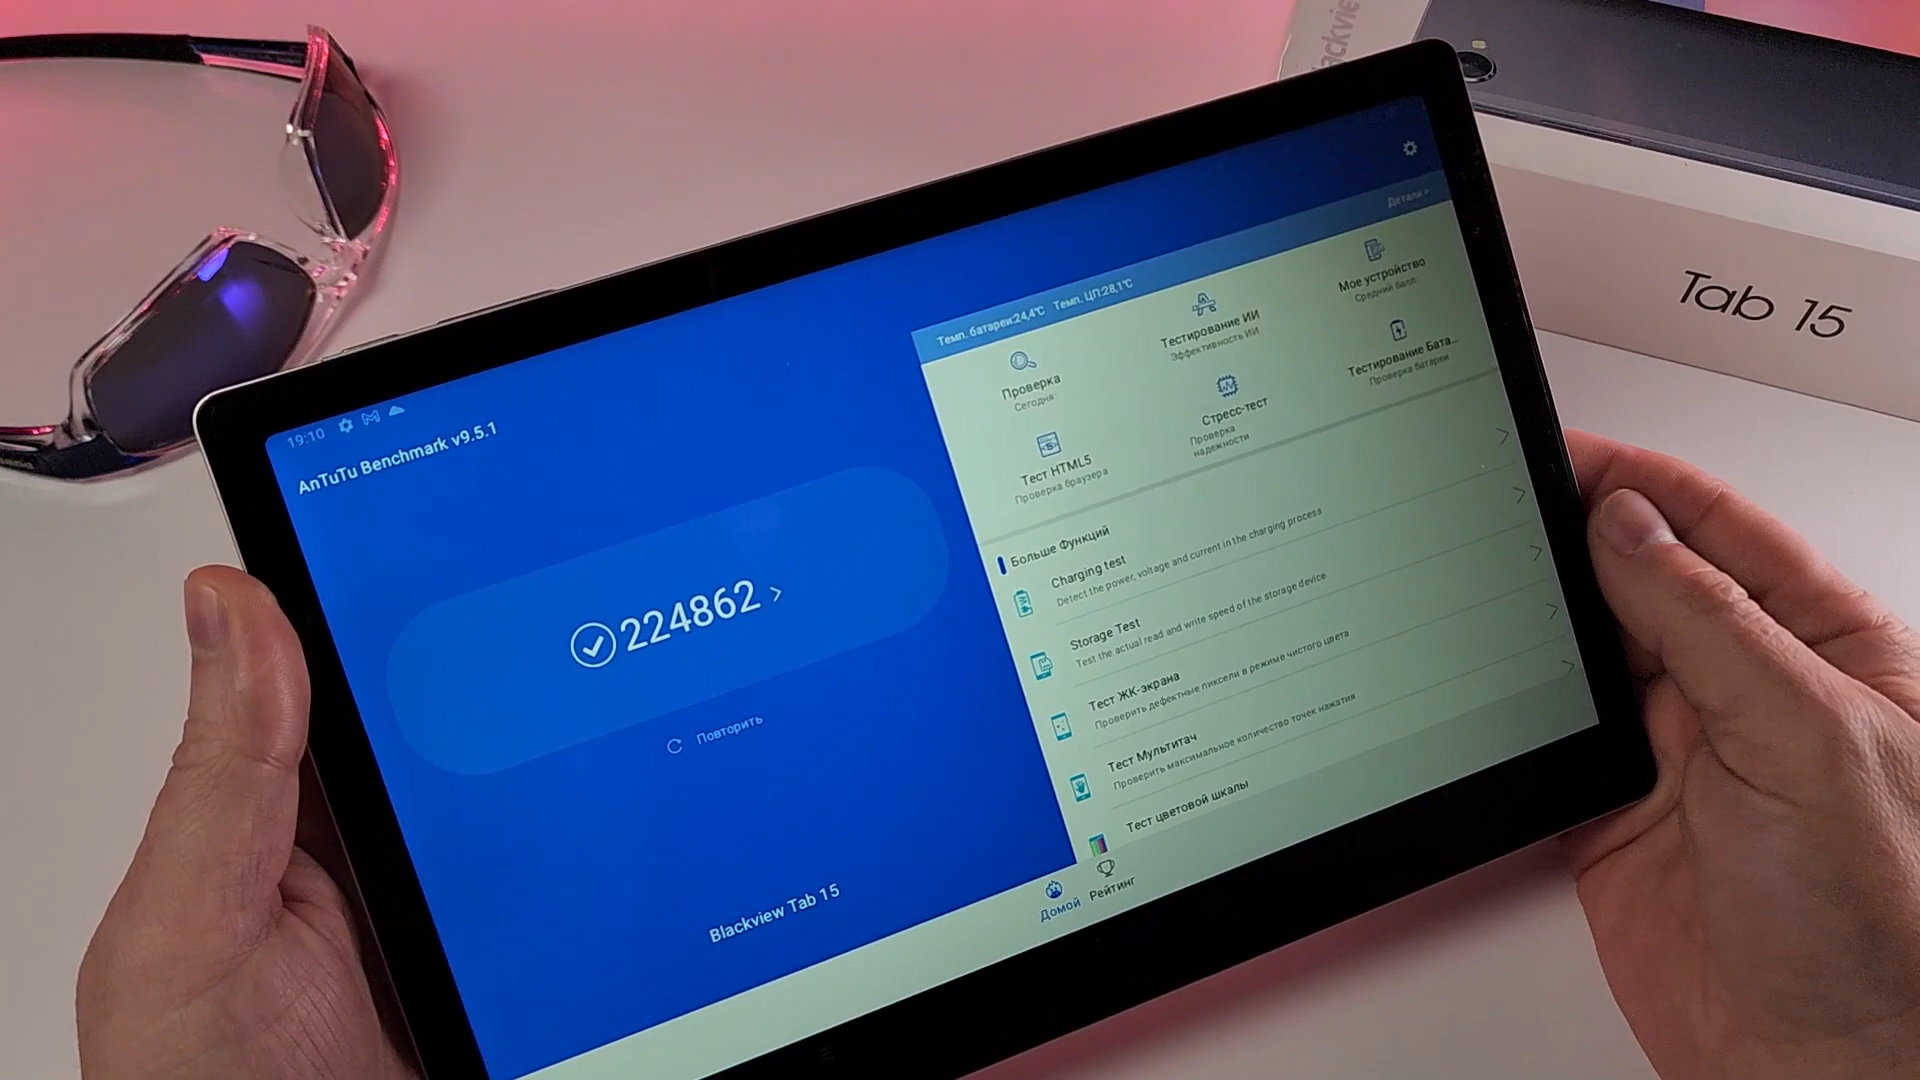 19:10
AnTuTu Benchmark v9.5.1
224862
Повторить
Blackview Tab 15
Детали >
Темп. батареи:24,4℃ Темп. ЦП:28,1℃
Проверка
Сегодня:
Тестирование ИИ
Эффективность ИИ
Мое устройство
Средний балл:
Тест HTML5
Проверка браузера
Стресс-тест
Проверка
надежности
Тестирование Бата...
Проверка батареи
Больше Функций
Charging test
Detect the power, voltage and current in the charging process
Storage Test
Test the actual read and write speed of the storage device
Тест ЖК-экрана
Проверить дефектные пиксели в режиме чистого цвета
Тест Мультитач
Проверить максимальное количество точек нажатия
Тест цветовой шкалы
Домой
Рейтинг
Tab 15